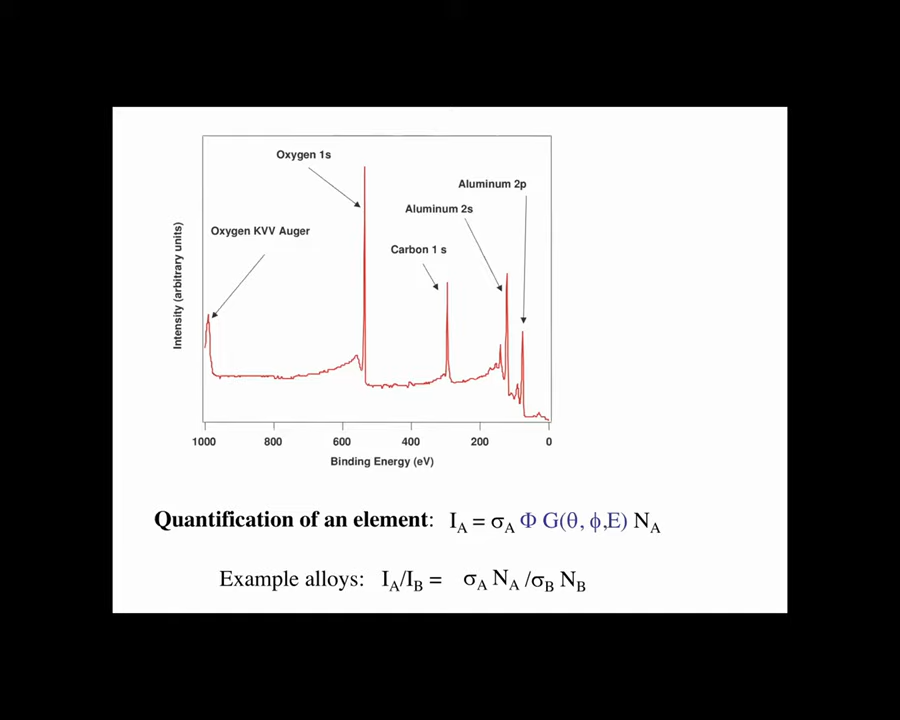 Oxygen 1s
Aluminum 2p
Aluminum 2s
Oxygen KVV Auger
Carbon 1 s
Intensity (arbitrary units)
1000 800 600 400 200 0
Binding Energy (eV)
Quantification of an element: I_A = σ_A Φ G(θ, ϕ,E) N_A
Example alloys: I_A/I_B = σ_A N_A /σ_B N_B